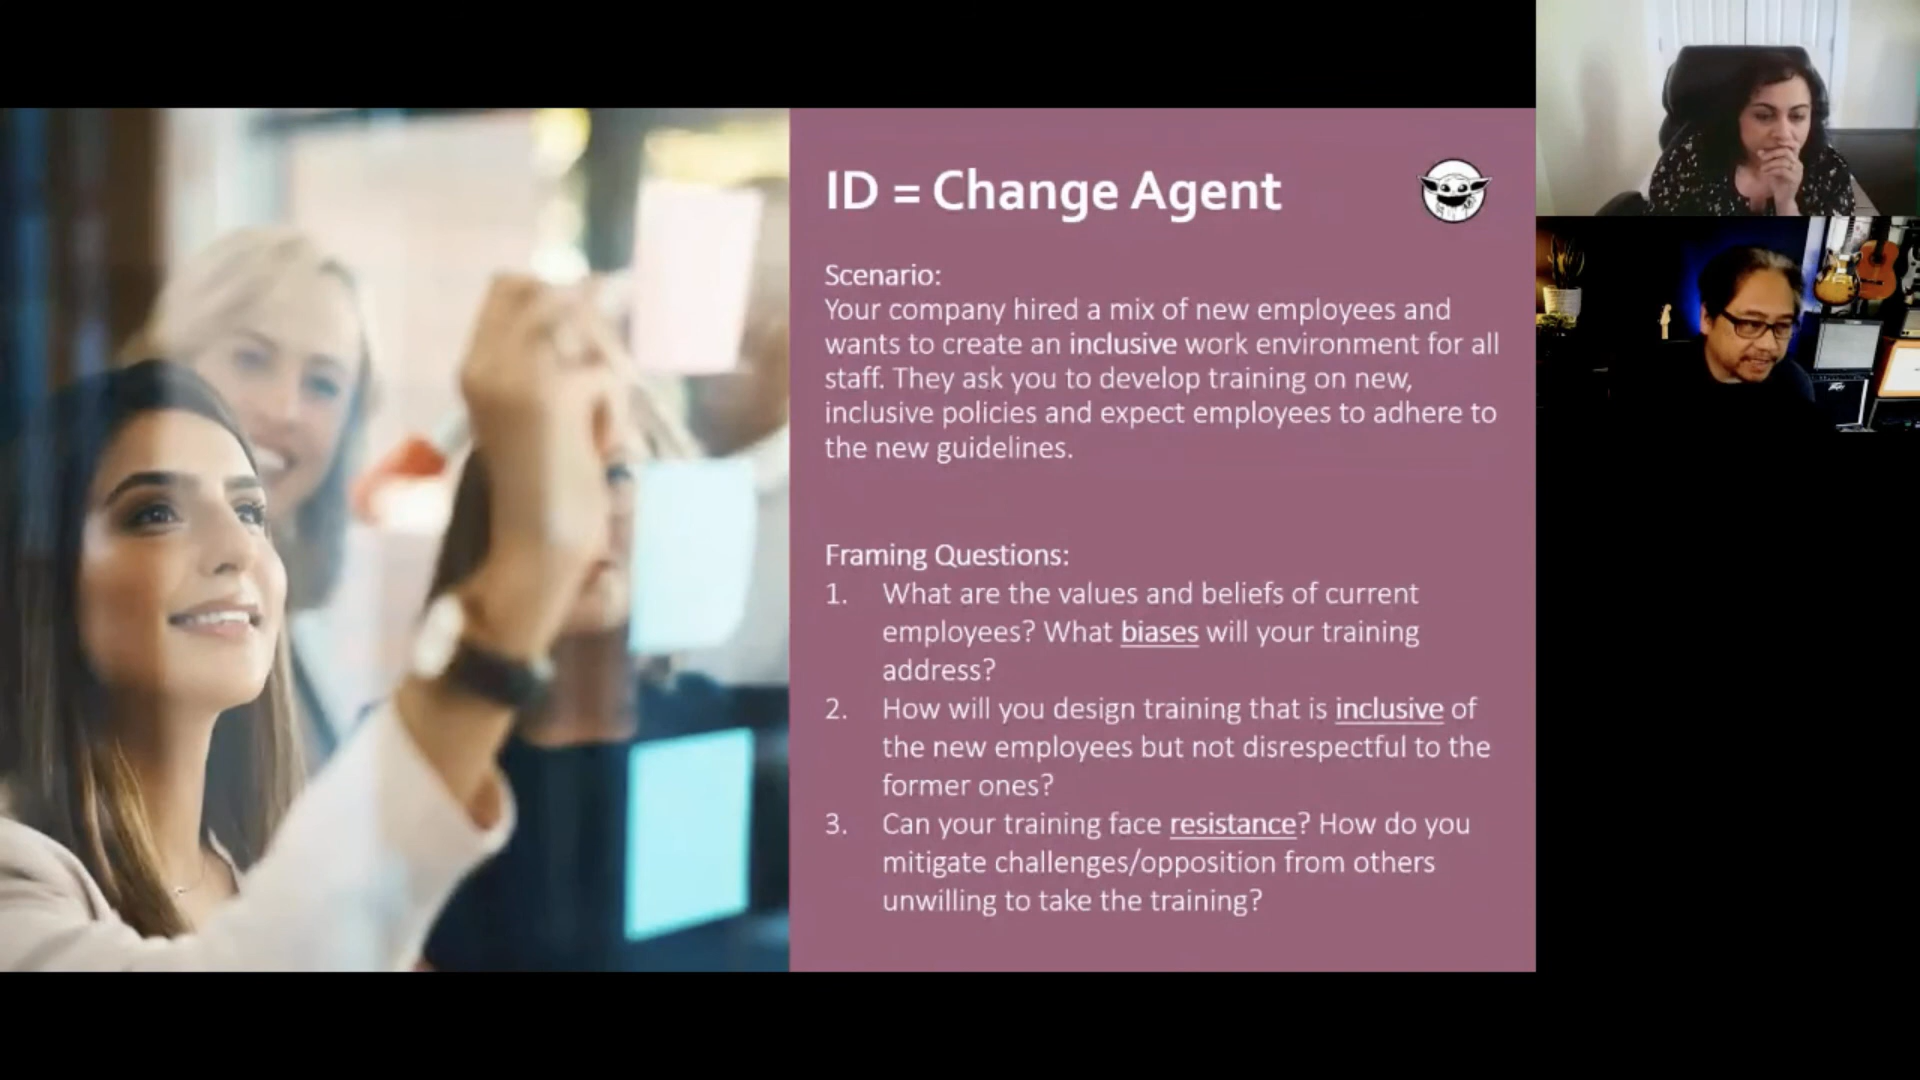 ID = Change Agent
Scenario:
Your company hired a mix of new employees and
wants to create an inclusive work environment for all
staff. They ask you to develop training on new,
inclusive policies and expect employees to adhere to
the new guidelines.
Framing Questions:
1. What are the values and beliefs of current
employees? What biases will your training
address?
2. How will you design training that is inclusive of
the new employees but not disrespectful to the
former ones?
3. Can your training face resistance? How do you
mitigate challenges/opposition from others
unwilling to take the training?